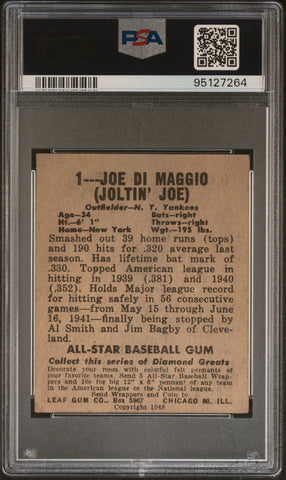 PSA
95127264
1---JOE DI MAGGIO
(JOLTIN' JOE)
Outfielder—N. Y. Yankees
Age—34 Bats—right
Ht.—6' 1" Throws—right
Home—New York Wgt.—195 lbs.
Smashed out 39 home runs (tops)
and 190 hits for .320 average last
season. Has lifetime bat mark of
.330. Topped American league in
hitting in 1939 (.381) and 1940
(.352). Holds Major league record
for hitting safely in 56 consecutive
games—from May 15 through June
16, 1941—finally being stopped by
Al Smith and Jim Bagby of Cleve-
land.
ALL-STAR BASEBALL GUM
Collect this series of Diamond Greats
Decorate your room with colorful felt pennants of
your favorite teams. Send 5 All-Star Baseball Wrap-
pers and 10c for big 12" x 6" pennant of any team
in the American league or the National league.
Send Wrappers and Coin to
LEAF GUM CO., Box 5907 CHICAGO 80, ILL.
Copyright 1948